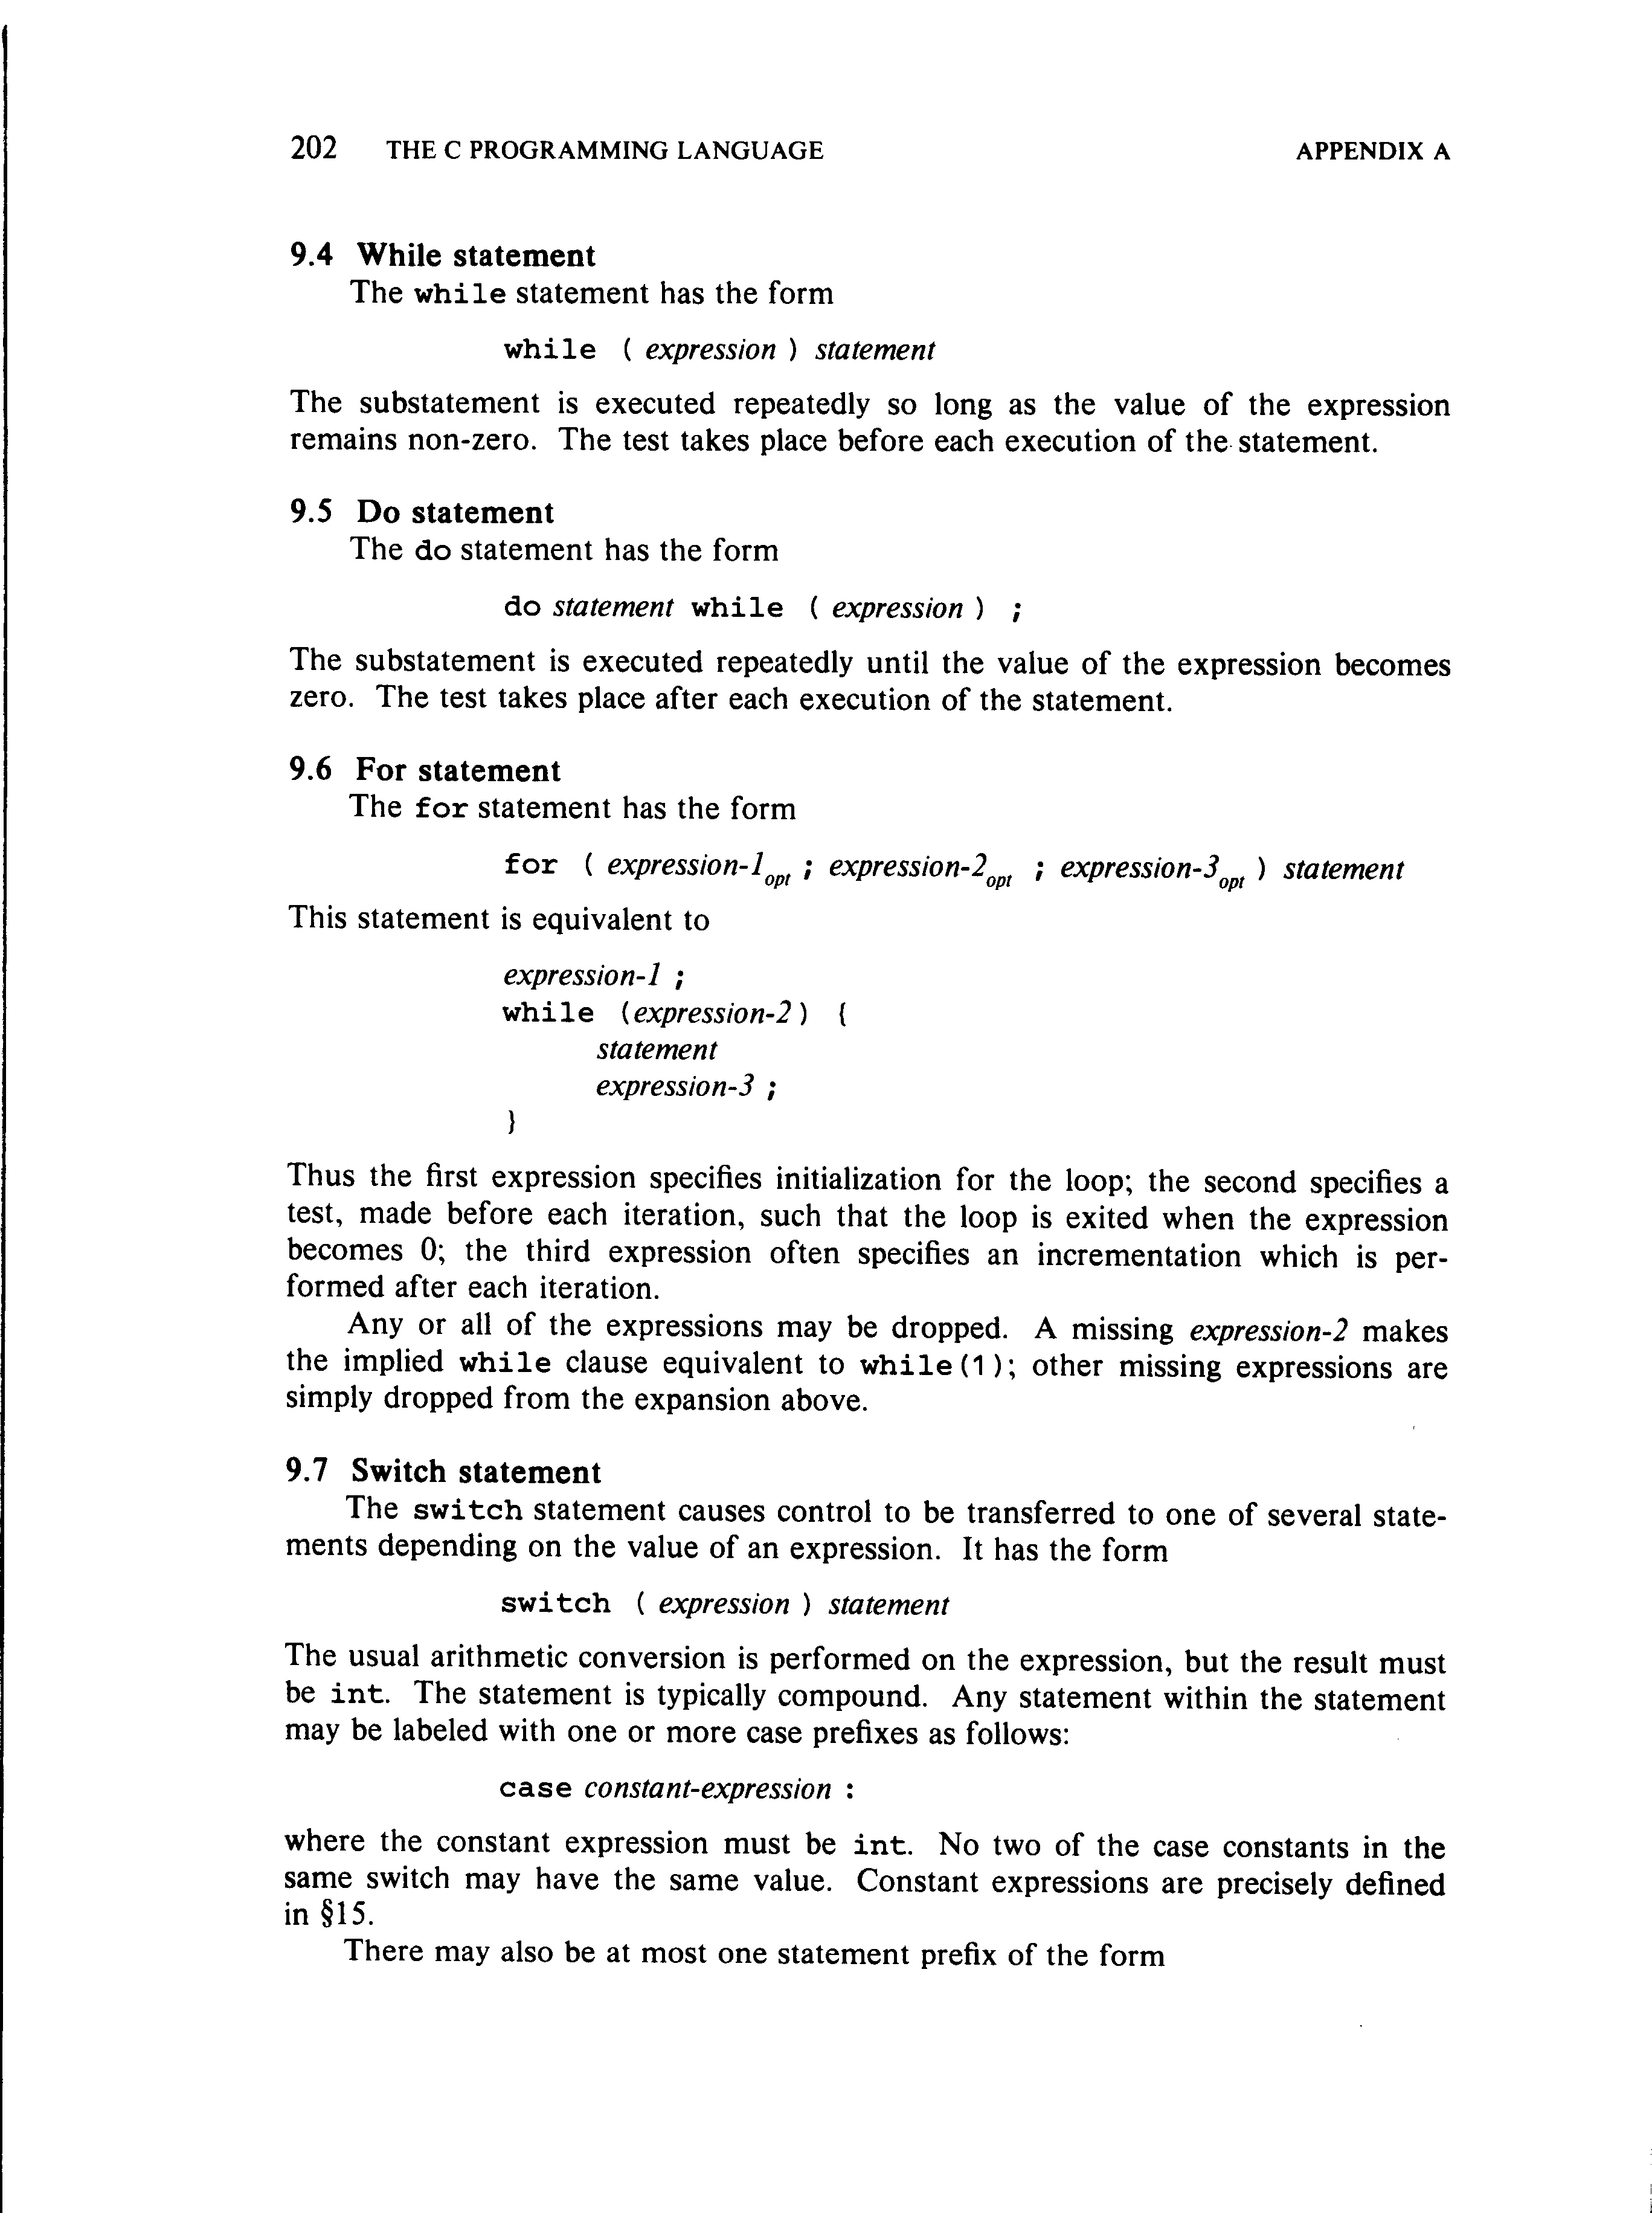 202 THE C PROGRAMMING LANGUAGE APPENDIX A
9.4 While statement
The while statement has the form
while ( expression ) statement
The substatement is executed repeatedly so long as the value of the expression
remains non-zero. The test takes place before each execution of the statement.
9.5 Do statement
The do statement has the form
do statement while ( expression ) ;
The substatement is executed repeatedly until the value of the expression becomes
zero. The test takes place after each execution of the statement.
9.6 For statement
The for statement has the form
for ( expression-1opt ; expression-2opt ; expression-3opt ) statement
This statement is equivalent to
expression-1 ;
while (expression-2) {
statement
expression-3 ;
}
Thus the first expression specifies initialization for the loop; the second specifies a
test, made before each iteration, such that the loop is exited when the expression
becomes 0; the third expression often specifies an incrementation which is per-
formed after each iteration.
Any or all of the expressions may be dropped. A missing expression-2 makes
the implied while clause equivalent to while(1); other missing expressions are
simply dropped from the expansion above.
9.7 Switch statement
The switch statement causes control to be transferred to one of several state-
ments depending on the value of an expression. It has the form
switch ( expression ) statement
The usual arithmetic conversion is performed on the expression, but the result must
be int. The statement is typically compound. Any statement within the statement
may be labeled with one or more case prefixes as follows:
case constant-expression :
where the constant expression must be int. No two of the case constants in the
same switch may have the same value. Constant expressions are precisely defined
in §15.
There may also be at most one statement prefix of the form